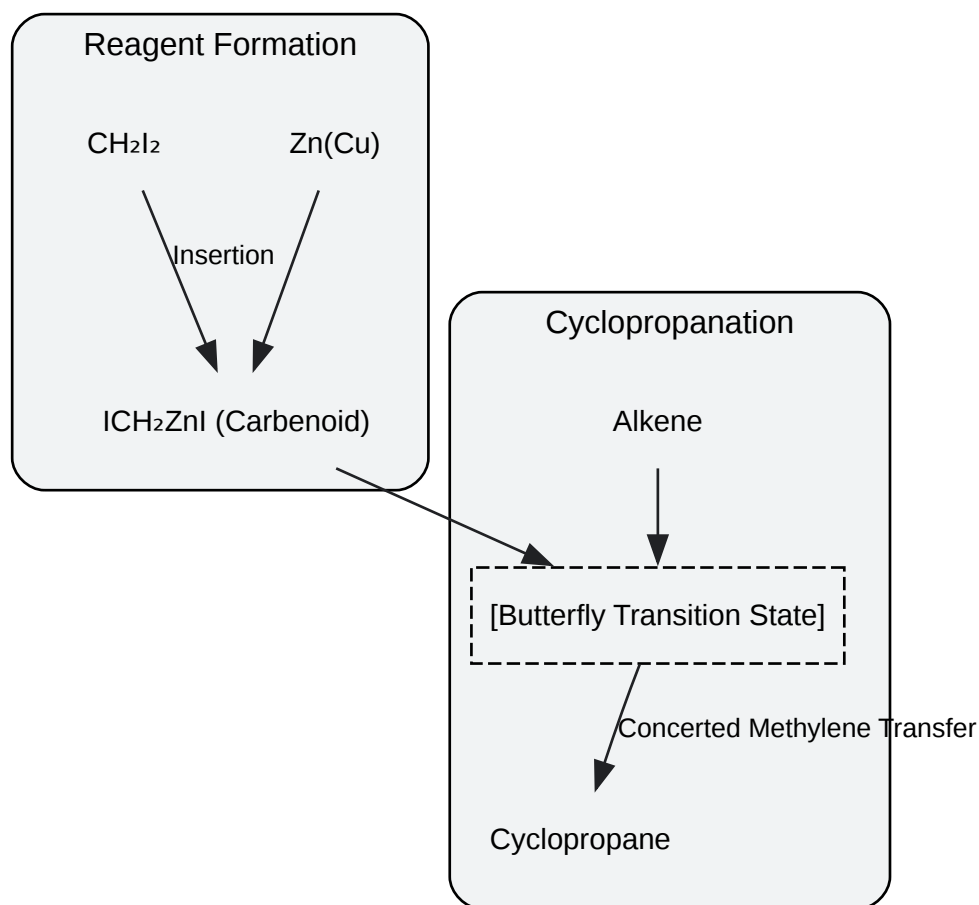 Reagent Formation
CH₂I₂
Zn(Cu)
Insertion
ICH₂ZnI (Carbenoid)
Cyclopropanation
Alkene
[Butterfly Transition State]
Concerted Methylene Transfer
Cyclopropane